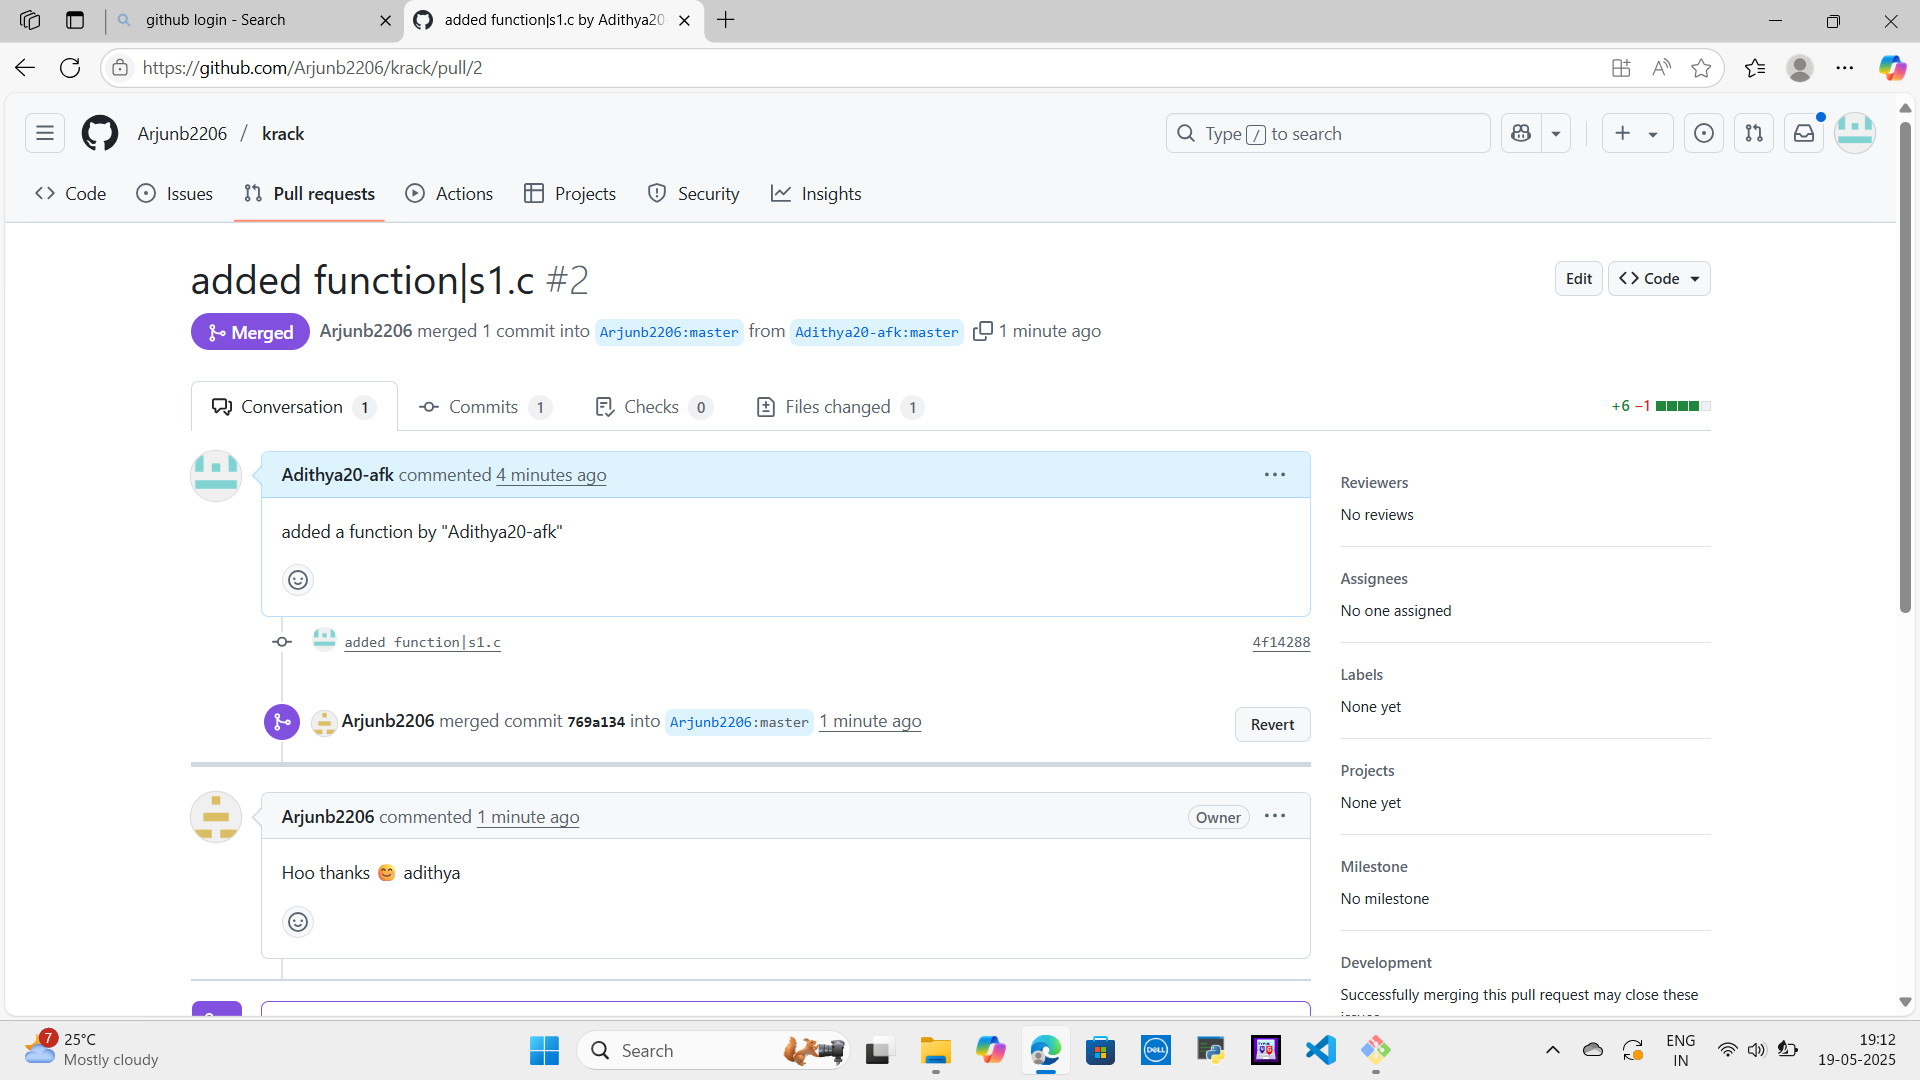 github login - Search
added function|s1.c by Adithya20-
https://github.com/Arjunb2206/krack/pull/2
Arjunb2206 / krack
Type / to search
Code
Issues
Pull requests
Actions
Projects
Security
Insights
added function|s1.c #2
Edit
Code
Merged
Arjunb2206 merged 1 commit into Arjunb2206:master from Adithya20-afk:master 1 minute ago
Conversation 1
Commits 1
Checks 0
Files changed 1
+6 −1
Adithya20-afk commented 4 minutes ago
added a function by "Adithya20-afk"
added function|s1.c
4f14288
Arjunb2206 merged commit 769a134 into Arjunb2206:master 1 minute ago
Revert
Arjunb2206 commented 1 minute ago
Owner
Hoo thanks 😊 adithya
Reviewers
No reviews
Assignees
No one assigned
Labels
None yet
Projects
None yet
Milestone
No milestone
Development
Successfully merging this pull request may close these
7
25°C
Mostly cloudy
Search
DELL
ENG
IN
19:12
19-05-2025